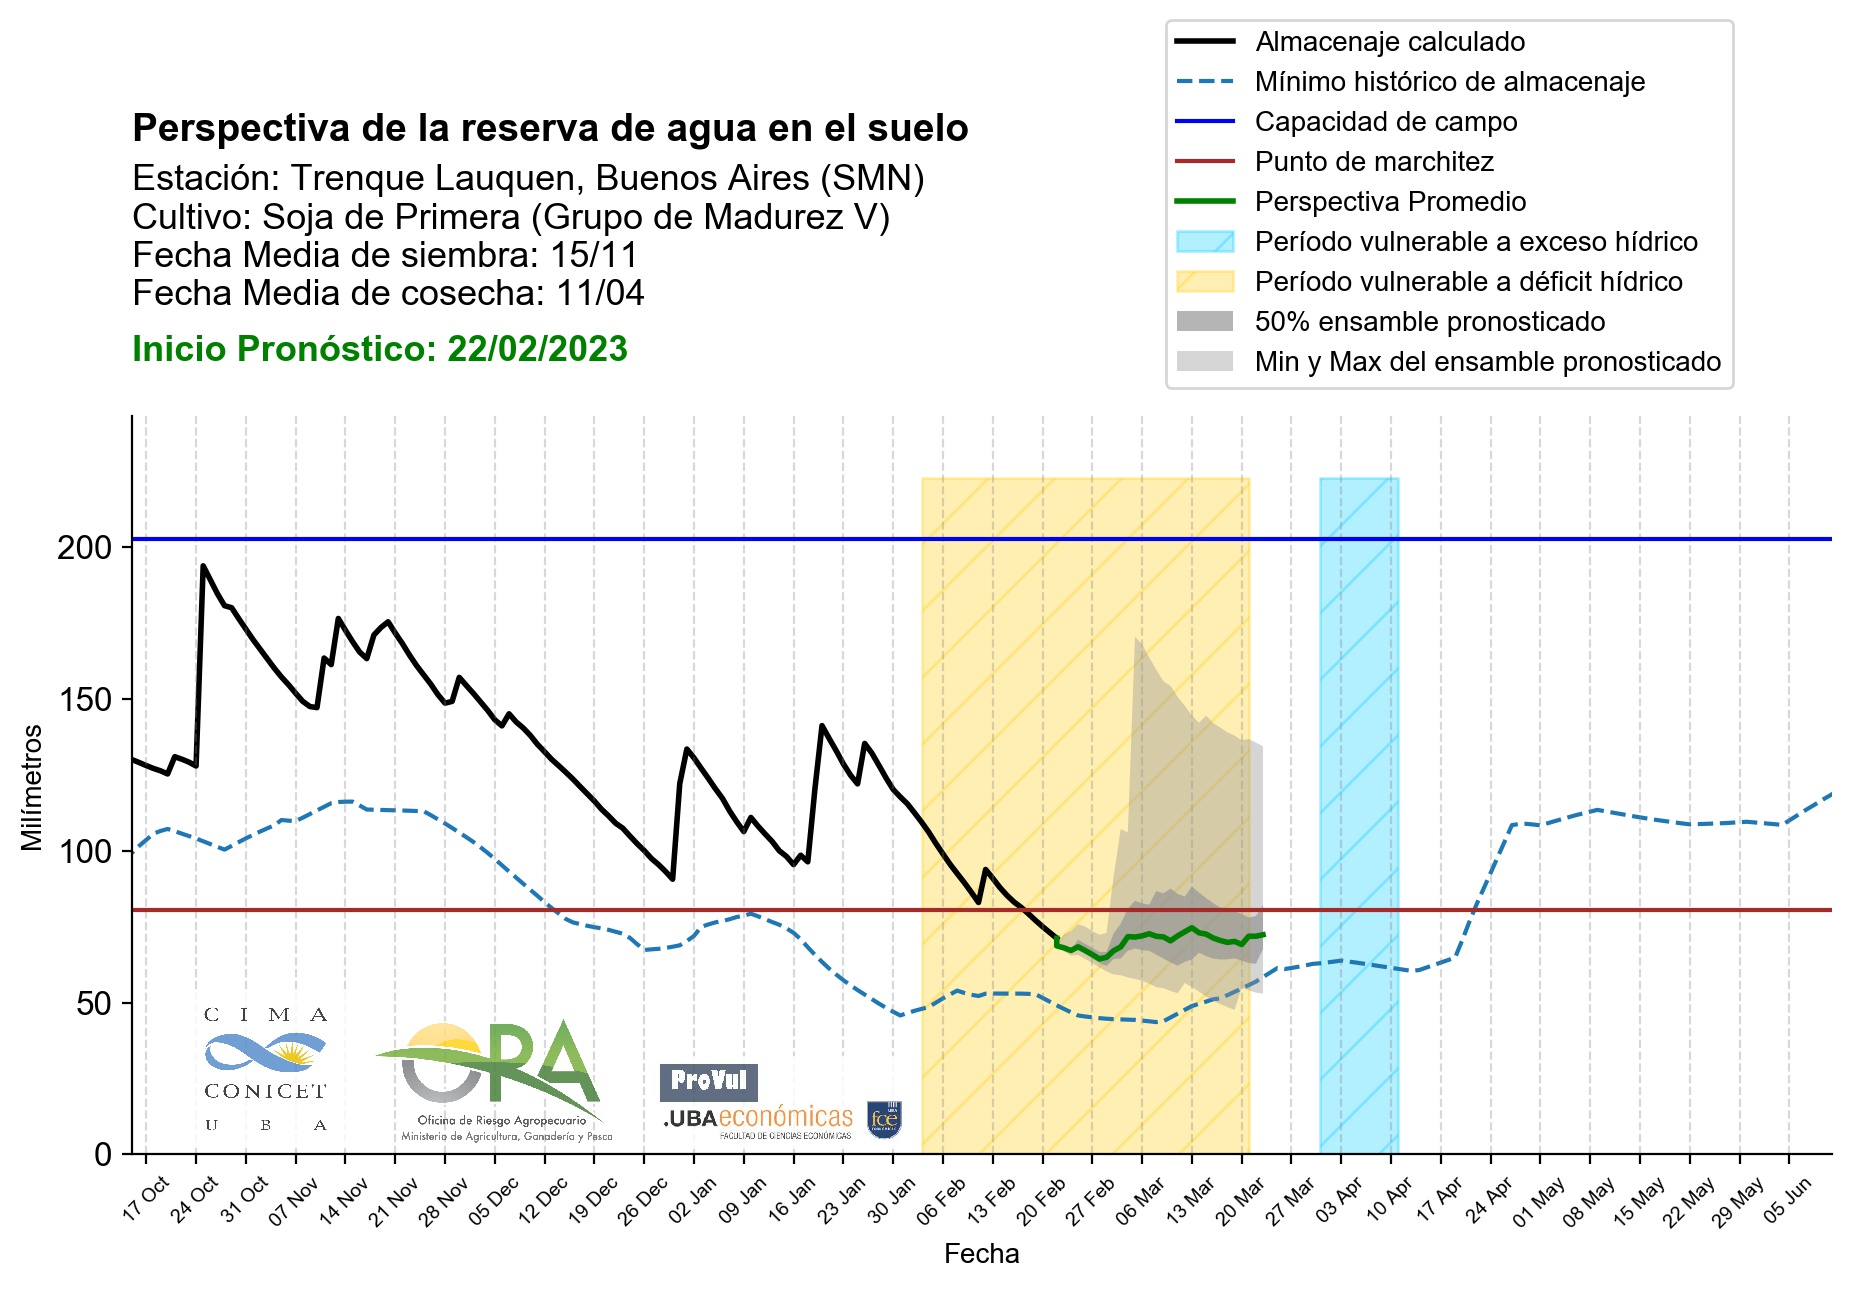 Almacenaje calculado
Mínimo histórico de almacenaje
Capacidad de campo
Punto de marchitez
Perspectiva Promedio
Período vulnerable a exceso hídrico
Período vulnerable a déficit hídrico
50% ensamble pronosticado
Min y Max del ensamble pronosticado
Perspectiva de la reserva de agua en el suelo
Estación: Trenque Lauquen, Buenos Aires (SMN)
Cultivo: Soja de Primera (Grupo de Madurez V)
Fecha Media de siembra: 15/11
Fecha Media de cosecha: 11/04
Inicio Pronóstico: 22/02/2023
200
150
100
50
0
Milímetros
C I M A
CONICET
U B A
ORA
Oficina de Riesgo Agropecuario
Ministerio de Agricultura, Ganadería y Pesca
ProVul
.UBAeconómicas
FACULTAD DE CIENCIAS ECONÓMICAS
UBA
fce
17 Oct 24 Oct 31 Oct 07 Nov 14 Nov 21 Nov 28 Nov 05 Dec 12 Dec 19 Dec 26 Dec 02 Jan 09 Jan 16 Jan 23 Jan 30 Jan 06 Feb 13 Feb 20 Feb 27 Feb 06 Mar 13 Mar 20 Mar 27 Mar 03 Apr 10 Apr 17 Apr 24 Apr 01 May 08 May 15 May 22 May 29 May 05 Jun
Fecha